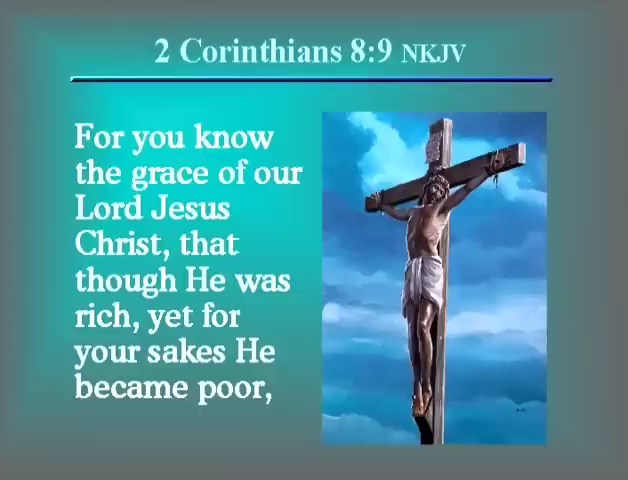 2 Corinthians 8:9 NKJV
For you know
the grace of our
Lord Jesus
Christ, that
though He was
rich, yet for
your sakes He
became poor,